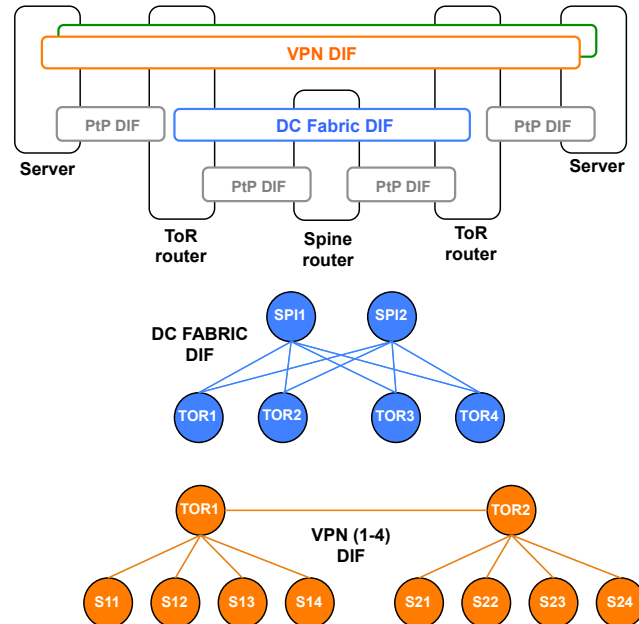 VPN DIF
PtP DIF
DC Fabric DIF
PtP DIF
Server
PtP DIF
PtP DIF
Server
ToR
router
Spine
router
ToR
router
SPI1
SPI2
DC FABRIC
DIF
TOR1
TOR2
TOR3
TOR4
TOR1
TOR2
VPN (1-4)
DIF
S11
S12
S13
S14
S21
S22
S23
S24